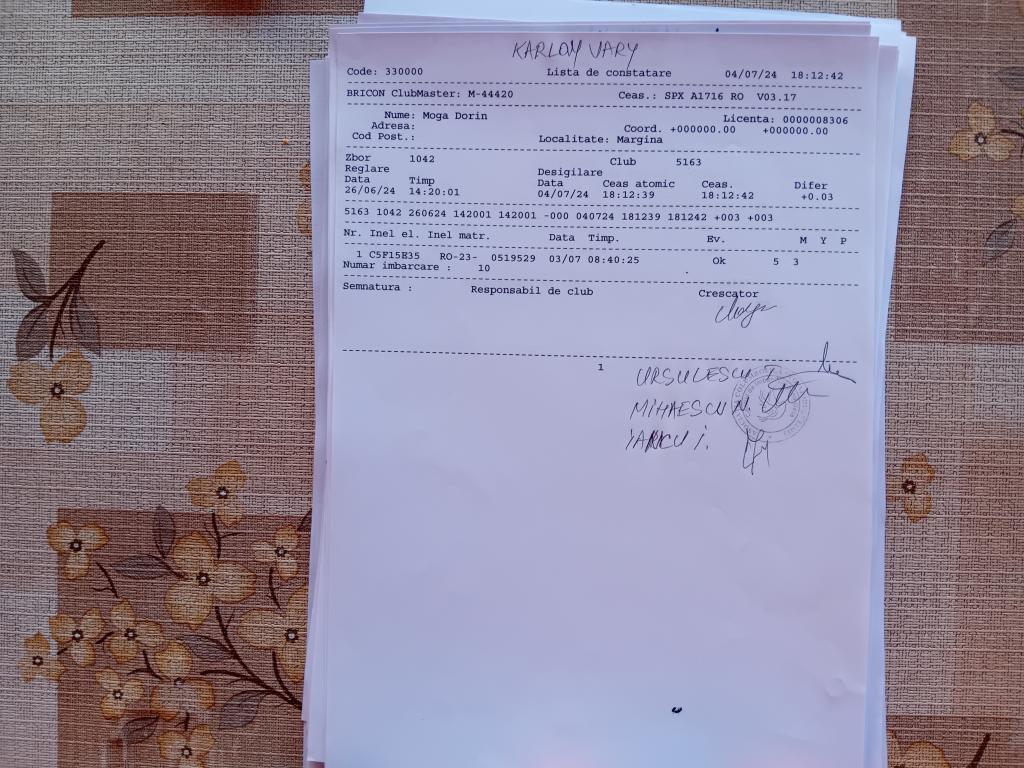 KARLOVY VARY
Code: 330000 Lista de constatare 04/07/24 18:12:42
BRICON ClubMaster: M-44420 Ceas.: SPX A1716 RO V03.17
Nume: Moga Dorin Licenta: 0000008306
Adresa: Coord. +000000.00 +000000.00
Cod Post.: Localitate: Margina
Zbor 1042 Club 5163
Reglare Desigilare
Data Timp Data Ceas atomic Ceas. Difer
26/06/24 14:20:01 04/07/24 18:12:39 18:12:42 +0.03
5163 1042 260624 142001 142001 -000 040724 181239 181242 +003 +003
Nr. Inel el. Inel matr. Data Timp. Ev. M Y P
1 C5F15E35 RO-23- 0519529 03/07 08:40:25 Ok 5 3
Numar imbarcare : 10
Semnatura : Responsabil de club Crescator
1
URSULESCU
MIHAESCU N.
IANCU I.